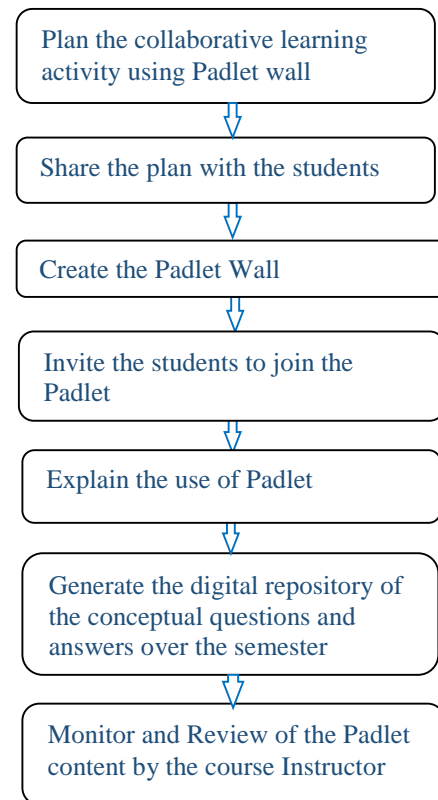 Plan the collaborative learning
activity using Padlet wall
Share the plan with the students
Create the Padlet Wall
Invite the students to join the
Padlet
Explain the use of Padlet
Generate the digital repository of
the conceptual questions and
answers over the semester
Monitor and Review of the Padlet
content by the course Instructor